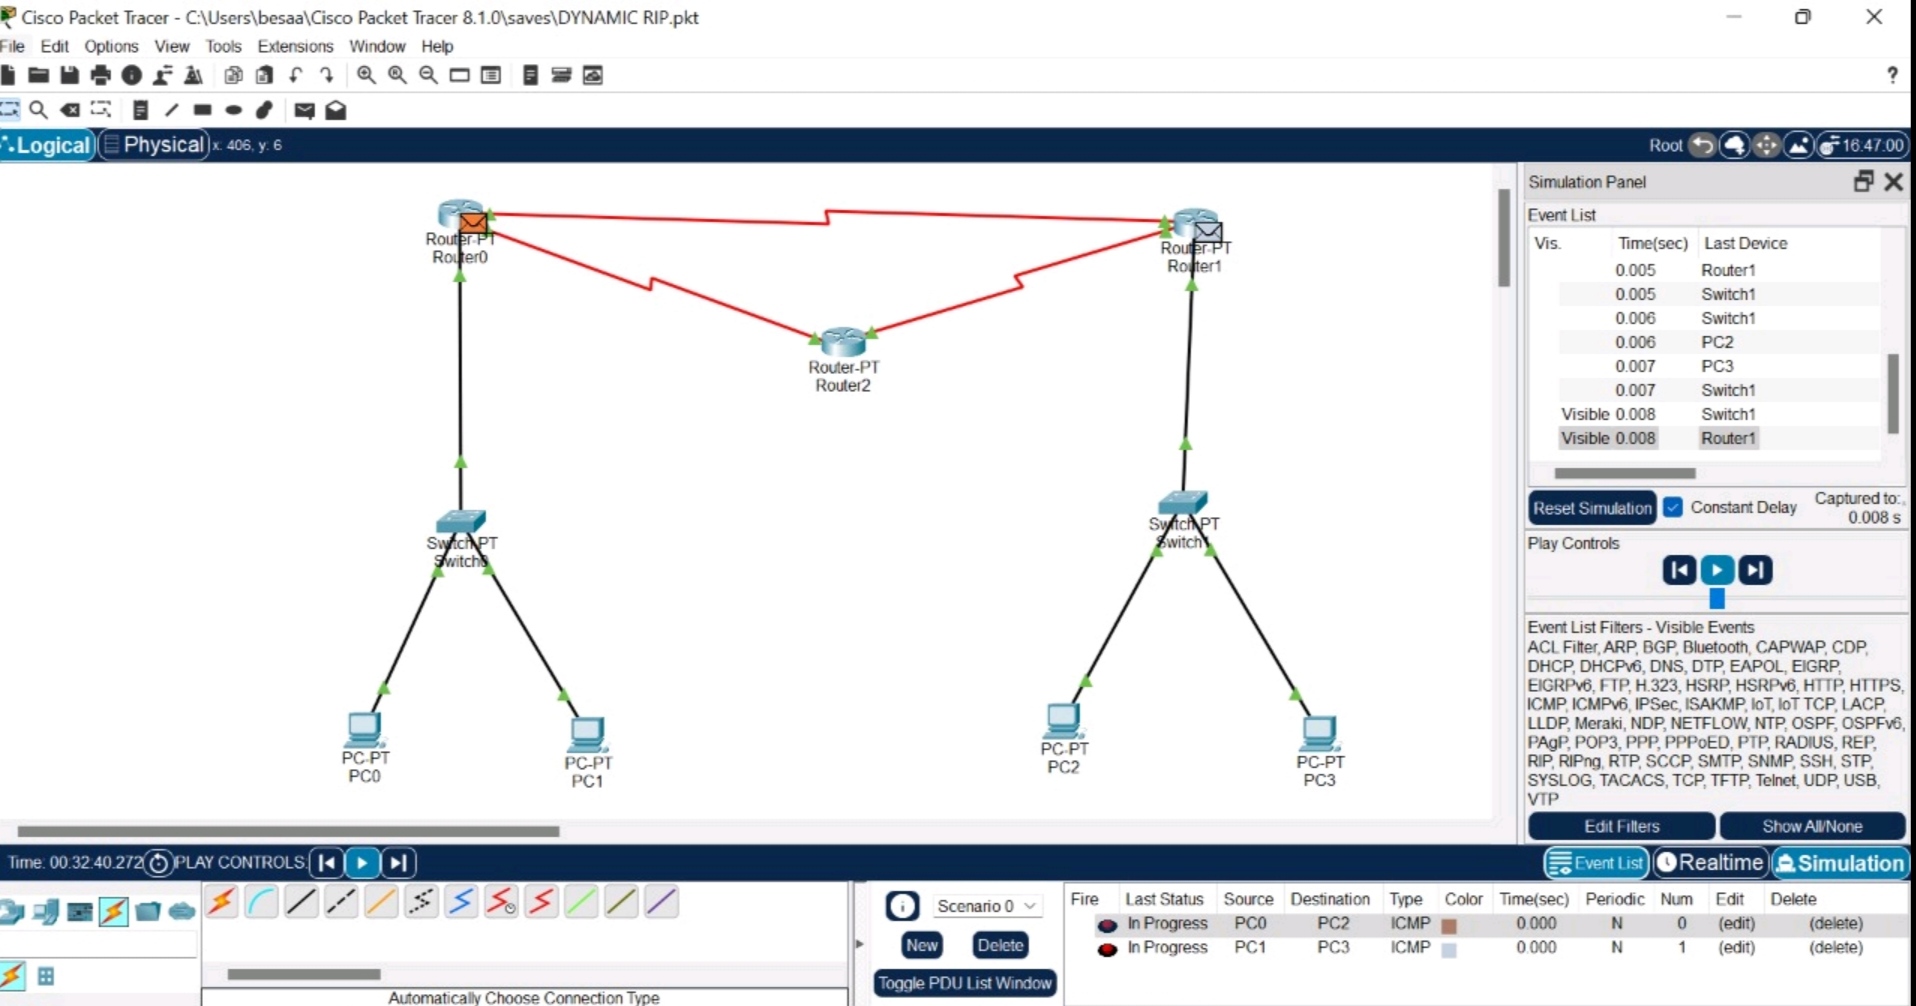 Cisco Packet Tracer - C:\Users\besaa\Cisco Packet Tracer 8.1.0\saves\DYNAMIC RIP.pkt
File Edit Options View Tools Extensions Window Help
?
Logical Physical x: 406, y: 6 Root 16:47:00
Simulation Panel
Event List
Vis. Time(sec) Last Device
0.005 Router1
0.005 Switch1
0.006 Switch1
0.006 PC2
0.007 PC3
0.007 Switch1
Visible 0.008 Switch1
Visible 0.008 Router1
Reset Simulation Constant Delay Captured to:
0.008 s
Play Controls
Event List Filters - Visible Events
ACL Filter, ARP, BGP, Bluetooth, CAPWAP, CDP,
DHCP, DHCPv6, DNS, DTP, EAPOL, EIGRP,
EIGRPv6, FTP, H.323, HSRP, HSRPv6, HTTP, HTTPS,
ICMP, ICMPv6, IPSec, ISAKMP, IoT, IoT TCP, LACP,
LLDP, Meraki, NDP, NETFLOW, NTP, OSPF, OSPFv6,
PAgP, POP3, PPP, PPPoED, PTP, RADIUS, REP,
RIP, RIPng, RTP, SCCP, SMTP, SNMP, SSH, STP,
SYSLOG, TACACS, TCP, TFTP, Telnet, UDP, USB,
VTP
Edit Filters Show All/None
Router-PT
Router0
Router-PT
Router1
Router-PT
Router2
Switch-PT
Switch0
Switch-PT
Switch1
PC-PT
PC0
PC-PT
PC1
PC-PT
PC2
PC-PT
PC3
Time: 00:32:40.272 PLAY CONTROLS: Event List Realtime Simulation
Scenario 0
New Delete
Toggle PDU List Window
Fire Last Status Source Destination Type Color Time(sec) Periodic Num Edit Delete
In Progress PC0 PC2 ICMP 0.000 N 0 (edit) (delete)
In Progress PC1 PC3 ICMP 0.000 N 1 (edit) (delete)
Automatically Choose Connection Type